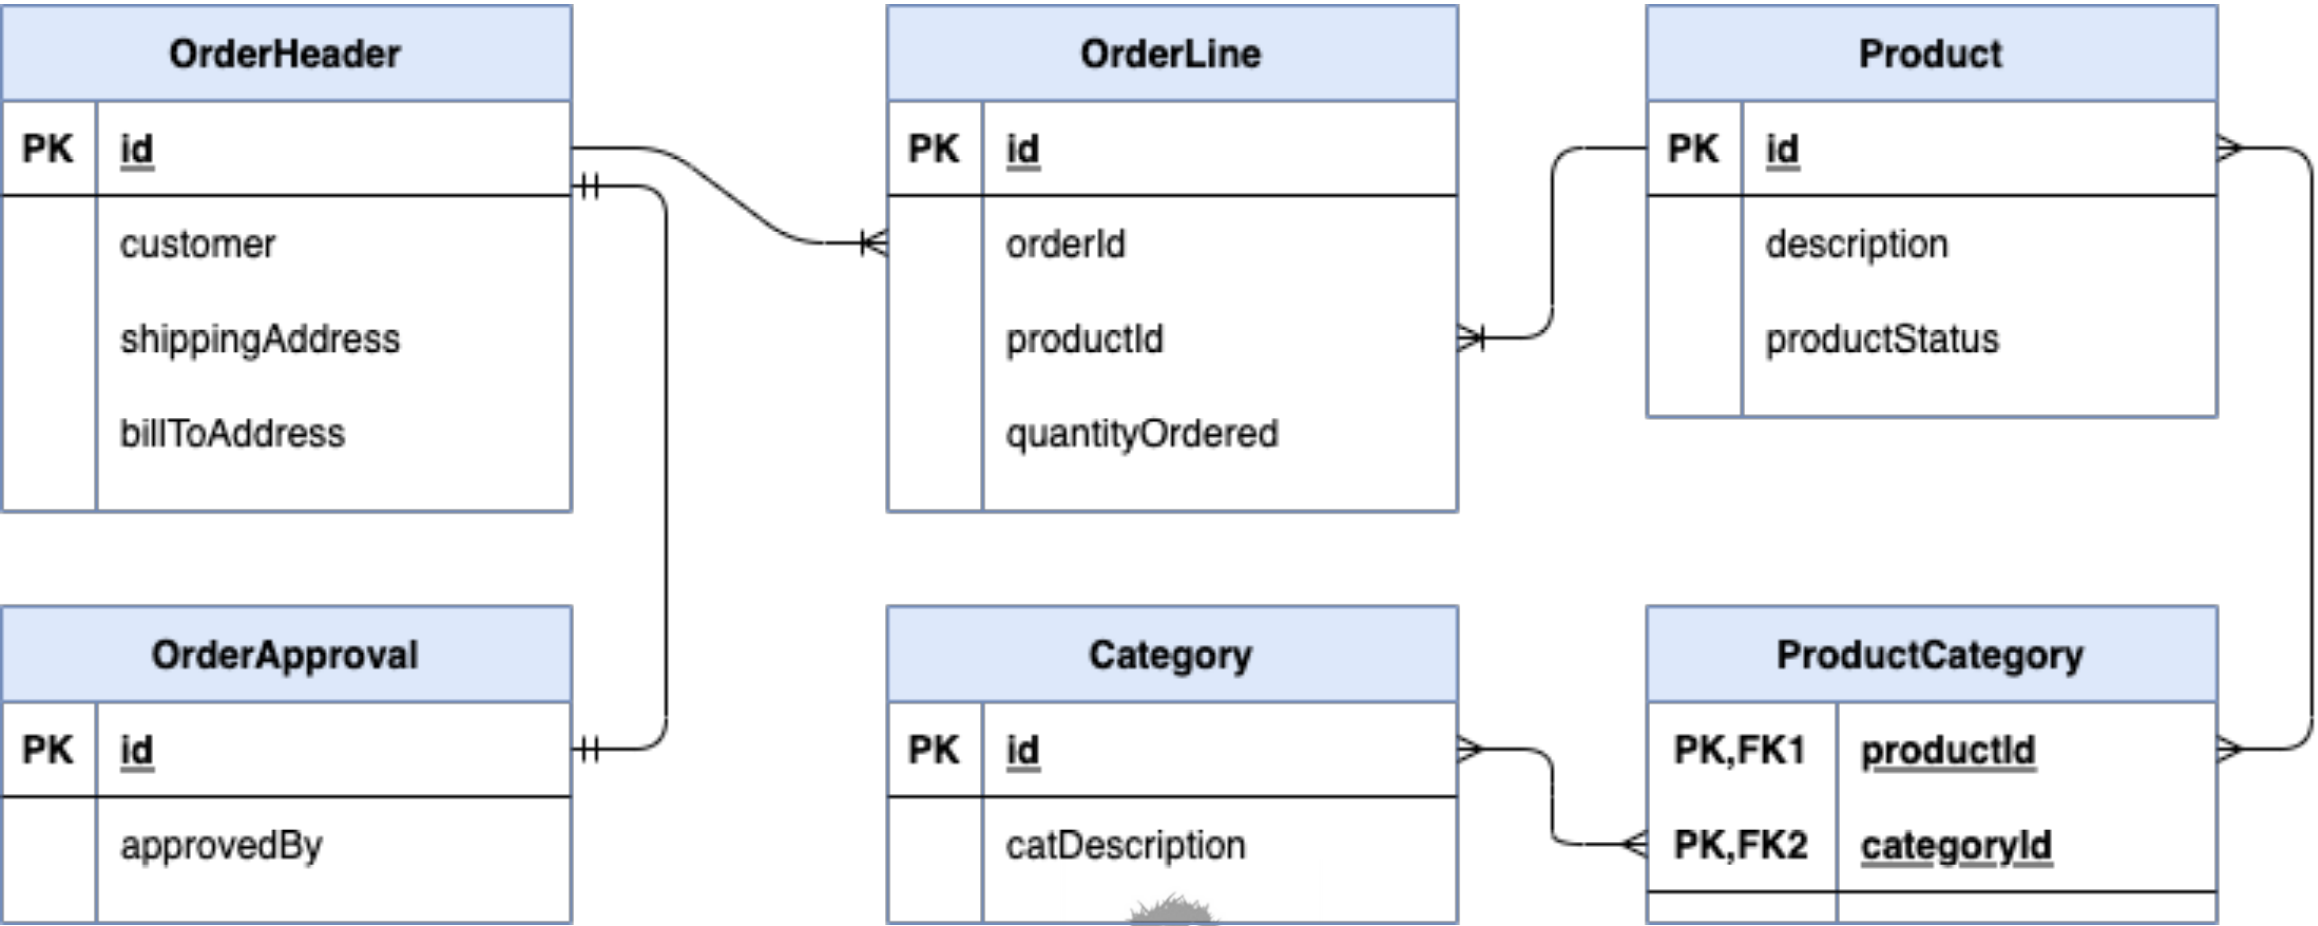 OrderHeader
PK id
customer
shippingAddress
billToAddress
OrderLine
PK id
orderId
productId
quantityOrdered
Product
PK id
description
productStatus
OrderApproval
PK id
approvedBy
Category
PK id
catDescription
ProductCategory
PK,FK1 productId
PK,FK2 categoryId